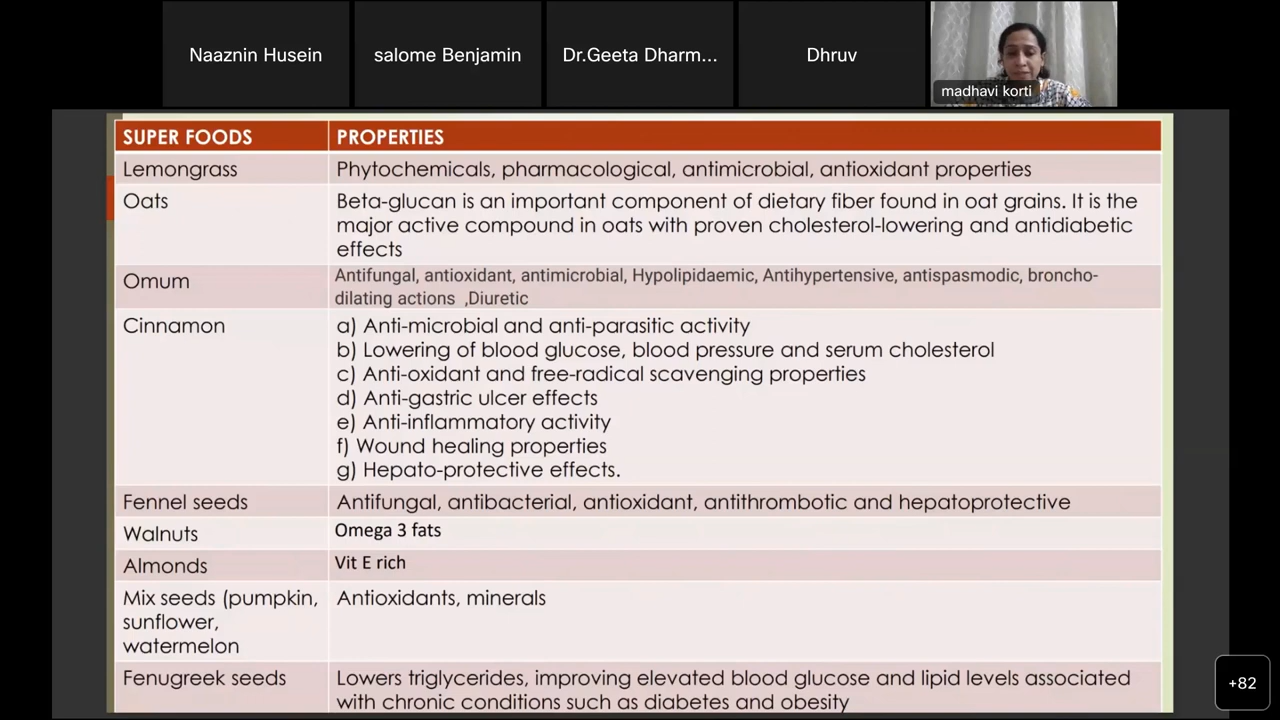 Naaznin Husein
salome Benjamin
Dr.Geeta Dharm...
Dhruv
madhavi korti
SUPER FOODS PROPERTIES
Lemongrass Phytochemicals, pharmacological, antimicrobial, antioxidant properties
Oats Beta-glucan is an important component of dietary fiber found in oat grains. It is the
major active compound in oats with proven cholesterol-lowering and antidiabetic
effects
Omum Antifungal, antioxidant, antimicrobial, Hypolipidaemic, Antihypertensive, antispasmodic, broncho-
dilating actions ,Diuretic
Cinnamon a) Anti-microbial and anti-parasitic activity
b) Lowering of blood glucose, blood pressure and serum cholesterol
c) Anti-oxidant and free-radical scavenging properties
d) Anti-gastric ulcer effects
e) Anti-inflammatory activity
f) Wound healing properties
g) Hepato-protective effects.
Fennel seeds Antifungal, antibacterial, antioxidant, antithrombotic and hepatoprotective
Walnuts Omega 3 fats
Almonds Vit E rich
Mix seeds (pumpkin, Antioxidants, minerals
sunflower,
watermelon
Fenugreek seeds Lowers triglycerides, improving elevated blood glucose and lipid levels associated
with chronic conditions such as diabetes and obesity
+82